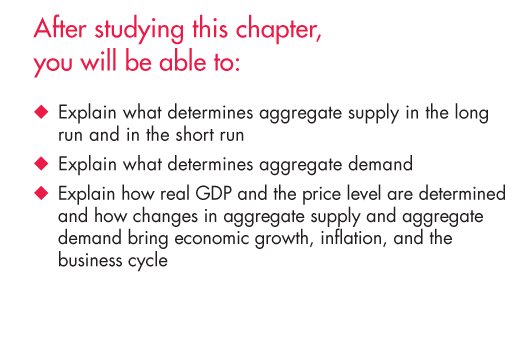 After studying this chapter,
you will be able to:
◆ Explain what determines aggregate supply in the long
run and in the short run
◆ Explain what determines aggregate demand
◆ Explain how real GDP and the price level are determined
and how changes in aggregate supply and aggregate
demand bring economic growth, inflation, and the
business cycle